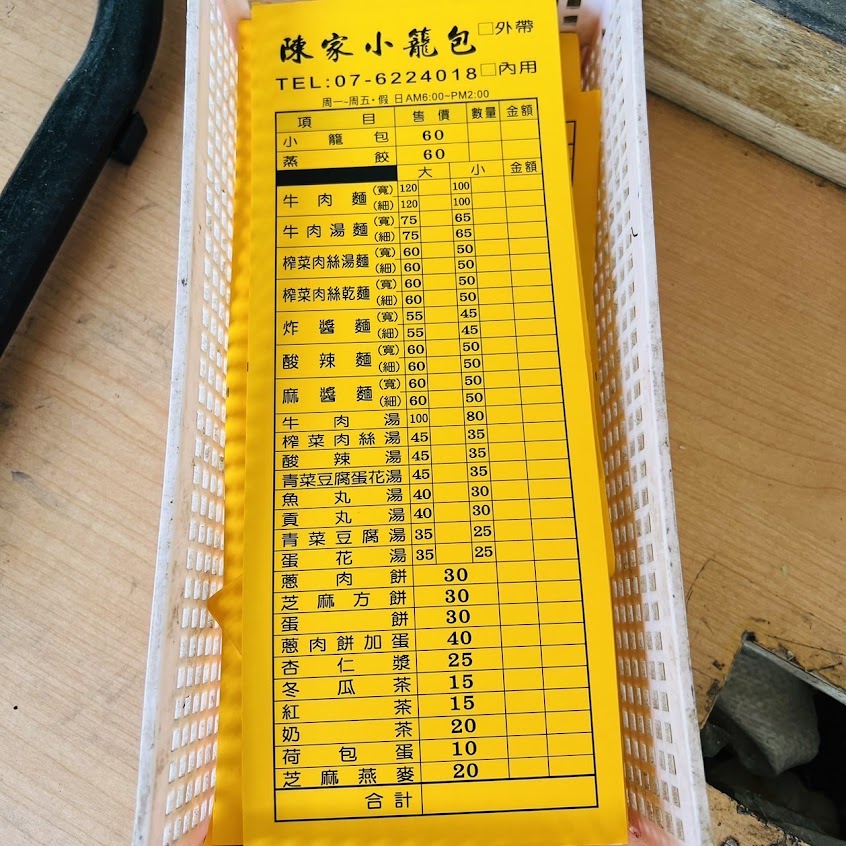 陳家小籠包 □外帶
TEL:07-6224018 □內用
周一~周五·假 日AM6:00~PM2:00
項目 售價 數量 金額
小籠包 60
蒸餃 60
大 小 金額
牛肉麵 (寬) 120 100
(細) 120 100
牛肉湯麵 (寬) 75 65
(細) 75 65
榨菜肉絲湯麵 (寬) 60 50
(細) 60 50
榨菜肉絲乾麵 (寬) 60 50
(細) 60 50
炸醬麵 (寬) 55 45
(細) 55 45
酸辣麵 (寬) 60 50
(細) 60 50
麻醬麵 (寬) 60 50
(細) 60 50
牛肉湯 100 80
榨菜肉絲湯 45 35
酸辣湯 45 35
青菜豆腐蛋花湯 45 35
魚丸湯 40 30
貢丸湯 40 30
青菜豆腐湯 35 25
蛋花湯 35 25
蔥肉餅 30
芝麻方餅 30
蛋餅 30
蔥肉餅加蛋 40
杏仁漿 25
冬瓜茶 15
紅茶 15
奶茶 20
荷包蛋 10
芝麻燕麥 20
合計